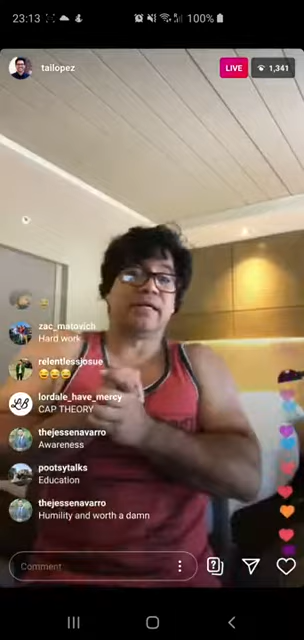 23:13
100%
tailopez
LIVE
1,341
zac_matovich
Hard work
relentlessjosue
LB
lordale_have_mercy
CAP THEORY
thejessenavarro
Awareness
pootsytalks
Education
thejessenavarro
Humility and worth a damn
Comment